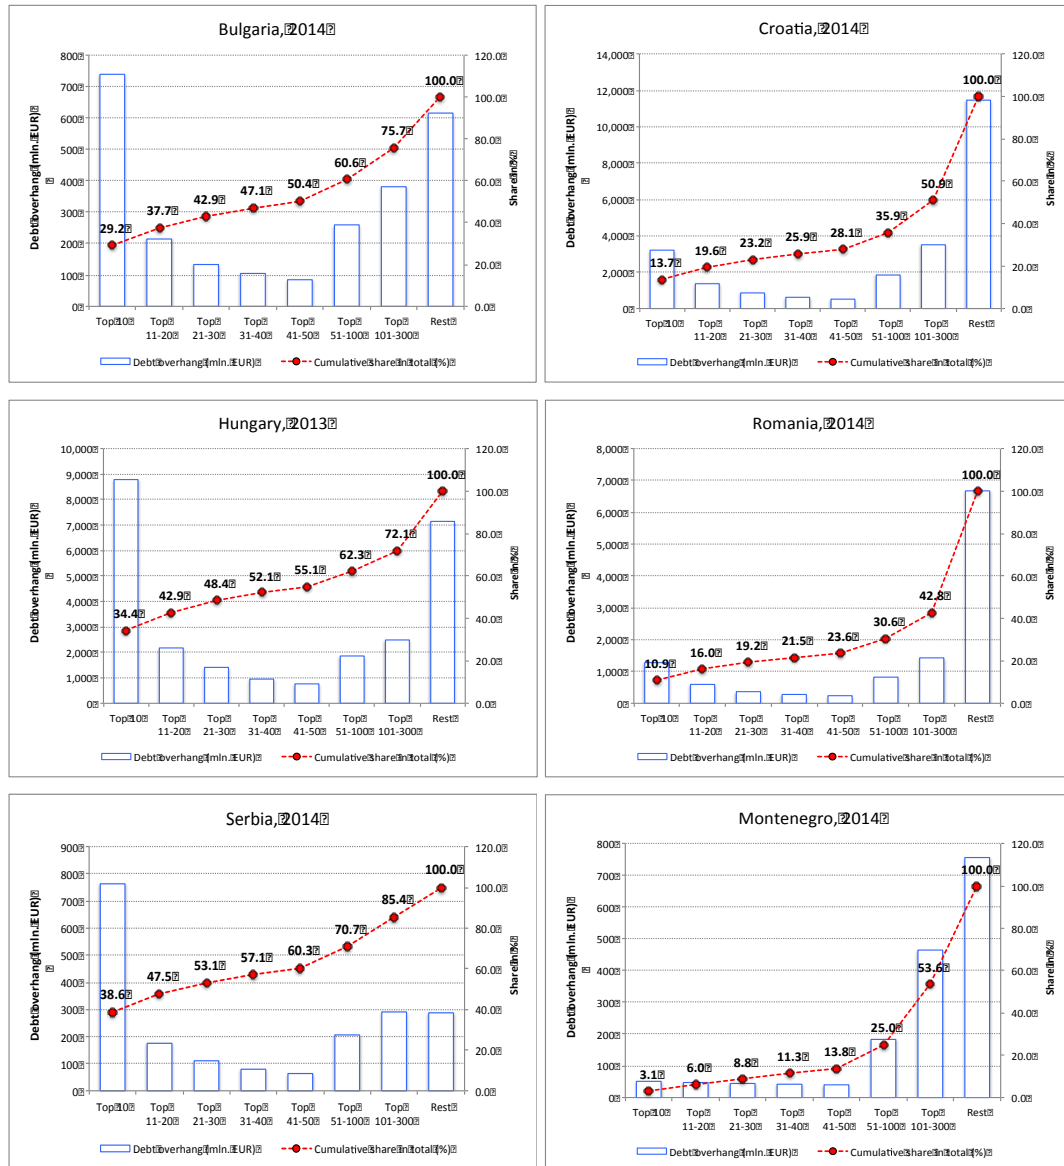 Bulgaria, 2014
Debt overhang (mln. EUR)
Share in %
800
700
600
500
400
300
200
100
0
120.0
100.0
80.0
60.0
40.0
20.0
0.0
29.2
37.7
42.9
47.1
50.4
60.6
75.7
100.0
Top 10
Top 11-20
Top 21-30
Top 31-40
Top 41-50
Top 51-100
Top 101-300
Rest
Debt overhang (mln. EUR)
Cumulative share in total (%)
Croatia, 2014
Debt overhang (mln. EUR)
Share in %
14,000
12,000
10,000
8,000
6,000
4,000
2,000
0
120.0
100.0
80.0
60.0
40.0
20.0
0.0
13.7
19.6
23.2
25.9
28.1
35.9
50.9
100.0
Top 10
Top 11-20
Top 21-30
Top 31-40
Top 41-50
Top 51-100
Top 101-300
Rest
Debt overhang (mln. EUR)
Cumulative share in total (%)
Hungary, 2013
Debt overhang (mln. EUR)
Share in %
10,000
9,000
8,000
7,000
6,000
5,000
4,000
3,000
2,000
1,000
0
120.0
100.0
80.0
60.0
40.0
20.0
0.0
34.4
42.9
48.4
52.1
55.1
62.3
72.1
100.0
Top 10
Top 11-20
Top 21-30
Top 31-40
Top 41-50
Top 51-100
Top 101-300
Rest
Debt overhang (mln. EUR)
Cumulative share in total (%)
Romania, 2014
Debt overhang (mln. EUR)
Share in %
8,000
7,000
6,000
5,000
4,000
3,000
2,000
1,000
0
120.0
100.0
80.0
60.0
40.0
20.0
0.0
10.9
16.0
19.2
21.5
23.6
30.6
42.8
100.0
Top 10
Top 11-20
Top 21-30
Top 31-40
Top 41-50
Top 51-100
Top 101-300
Rest
Debt overhang (mln. EUR)
Cumulative share in total (%)
Serbia, 2014
Debt overhang (mln. EUR)
Share in %
900
800
700
600
500
400
300
200
100
0
120.0
100.0
80.0
60.0
40.0
20.0
0.0
38.6
47.5
53.1
57.1
60.3
70.7
85.4
100.0
Top 10
Top 11-20
Top 21-30
Top 31-40
Top 41-50
Top 51-100
Top 101-300
Rest
Debt overhang (mln. EUR)
Cumulative share in total (%)
Montenegro, 2014
Debt overhang (mln. EUR)
Share in %
800
700
600
500
400
300
200
100
0
120.0
100.0
80.0
60.0
40.0
20.0
0.0
3.1
6.0
8.8
11.3
13.8
25.0
53.6
100.0
Top 10
Top 11-20
Top 21-30
Top 31-40
Top 41-50
Top 51-100
Top 101-300
Rest
Debt overhang (mln. EUR)
Cumulative share in total (%)